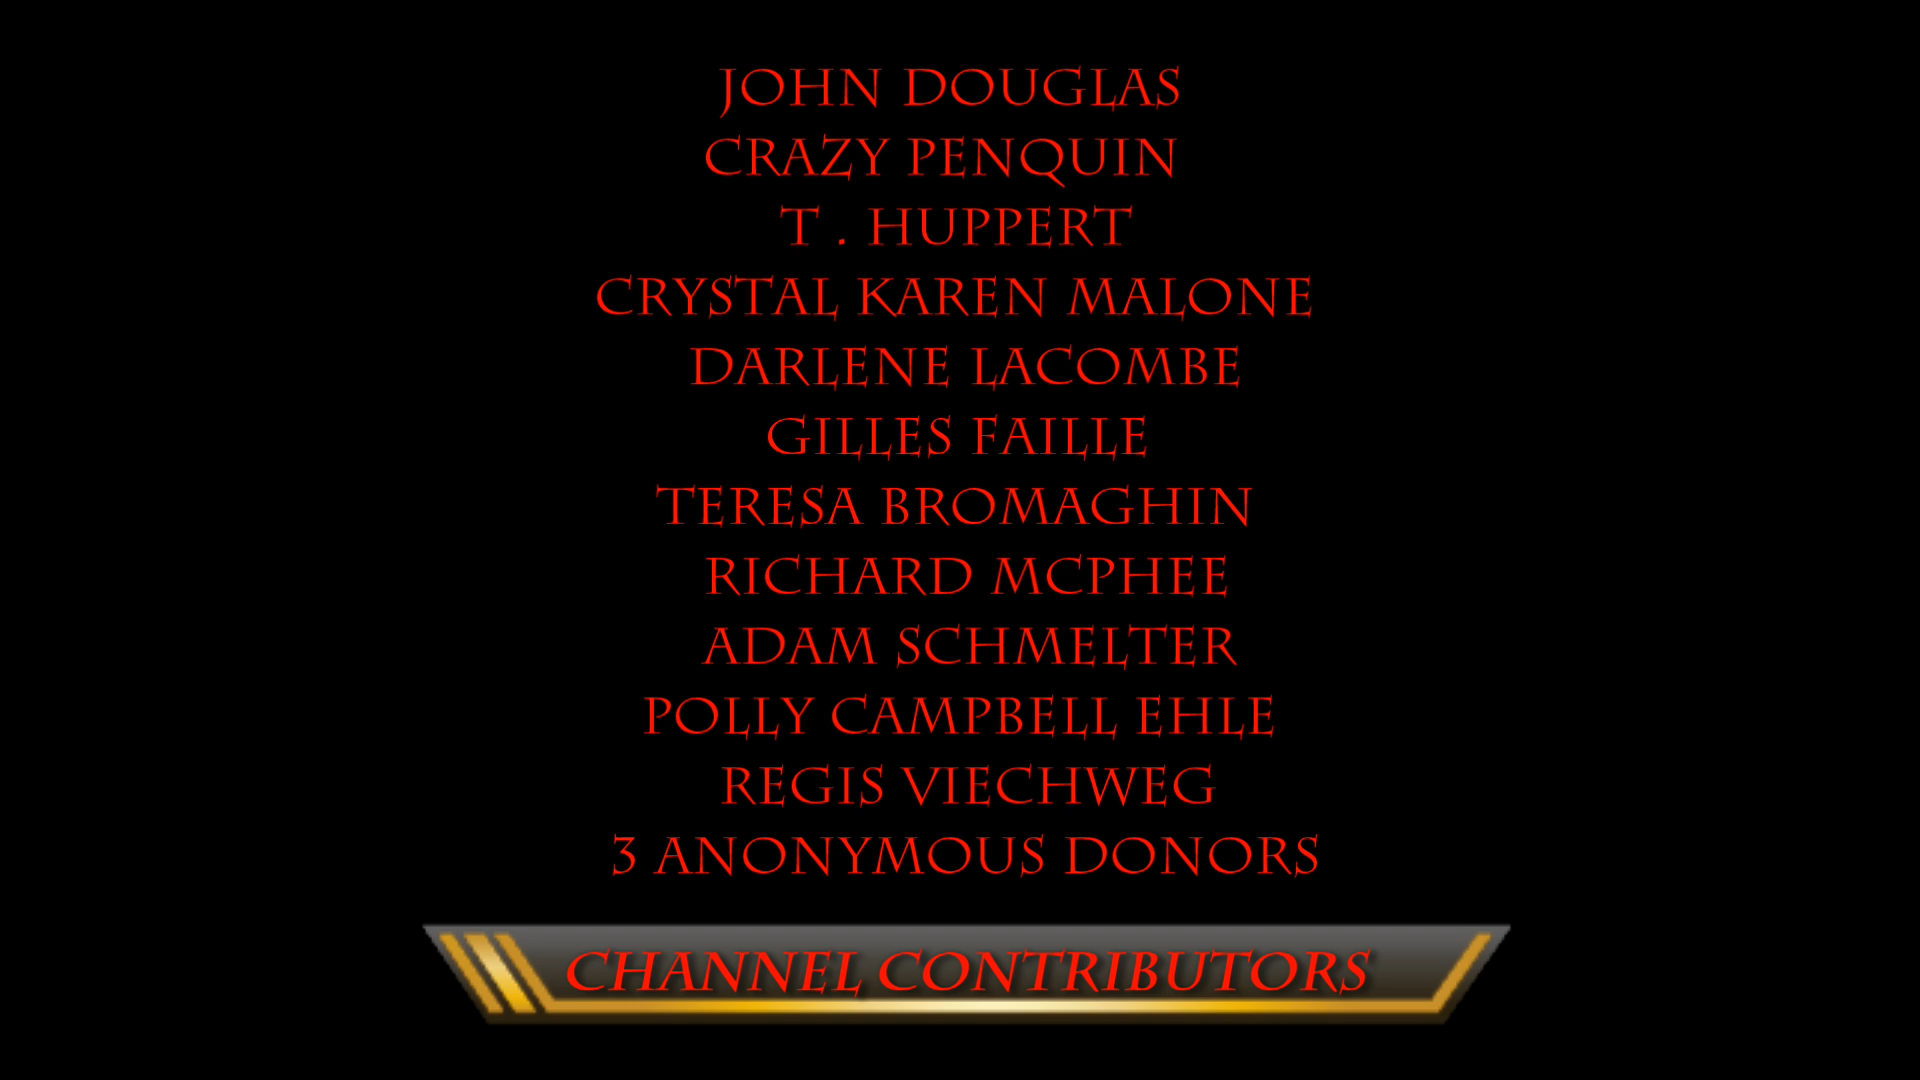 JOHN DOUGLAS
CRAZY PENQUIN
T . HUPPERT
CRYSTAL KAREN MALONE
DARLENE LACOMBE
GILLES FAILLE
TERESA BROMAGHIN
RICHARD MCPHEE
ADAM SCHMELTER
POLLY CAMPBELL EHLE
REGIS VIECHWEG
3 ANONYMOUS DONORS
CHANNEL CONTRIBUTORS